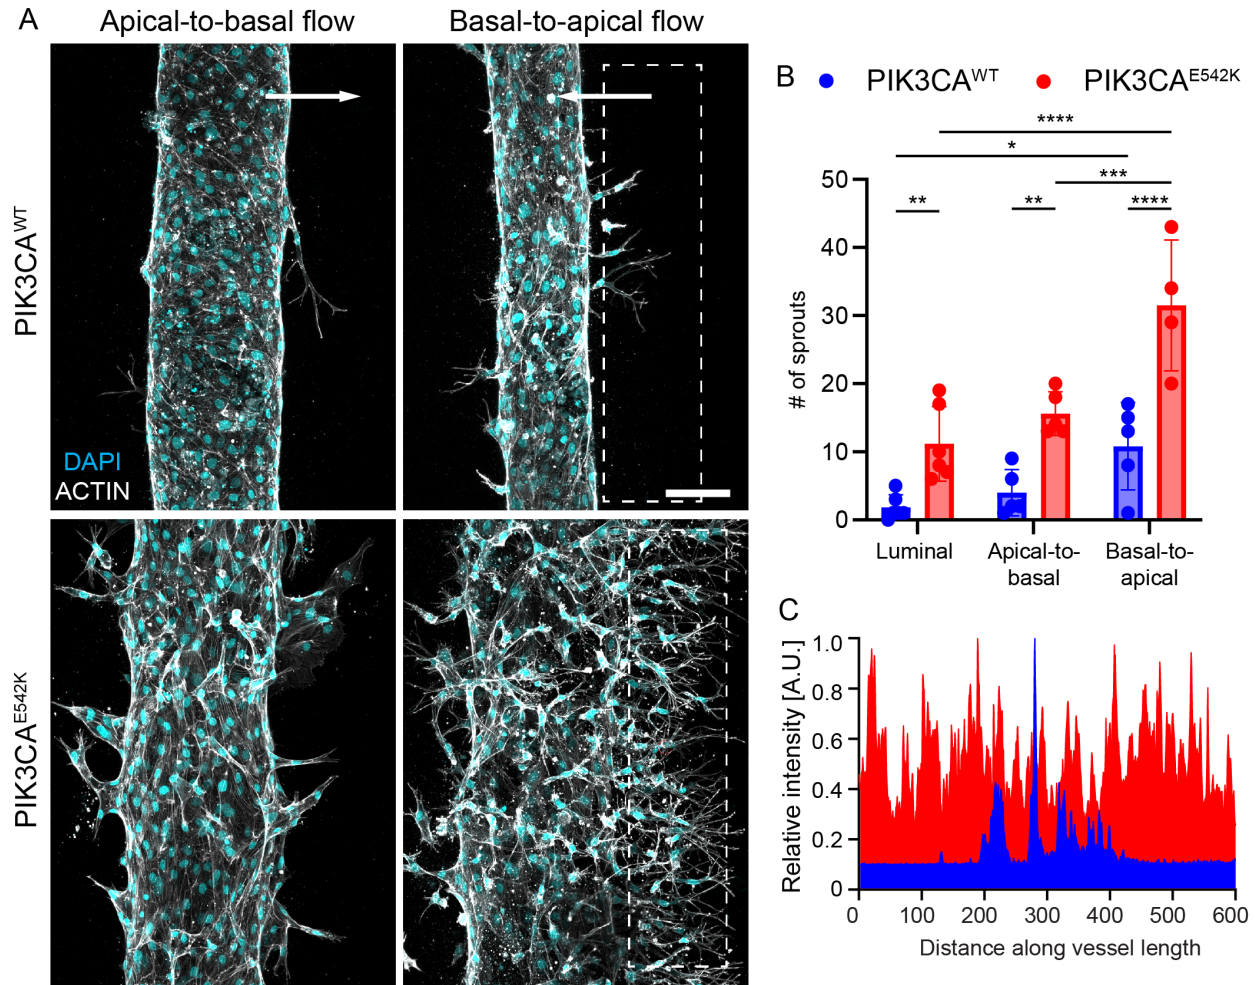 A
Apical-to-basal flow
Basal-to-apical flow
PIK3CA^WT
DAPI
ACTIN
PIK3CA^E542K
B
PIK3CA^WT
PIK3CA^E542K
****
*
***
**
**
****
50
40
30
20
10
0
# of sprouts
Luminal
Apical-to-
basal
Basal-to-
apical
C
1.0
0.8
0.6
0.4
0.2
0
Relative intensity [A.U.]
0 100 200 300 400 500 600
Distance along vessel length